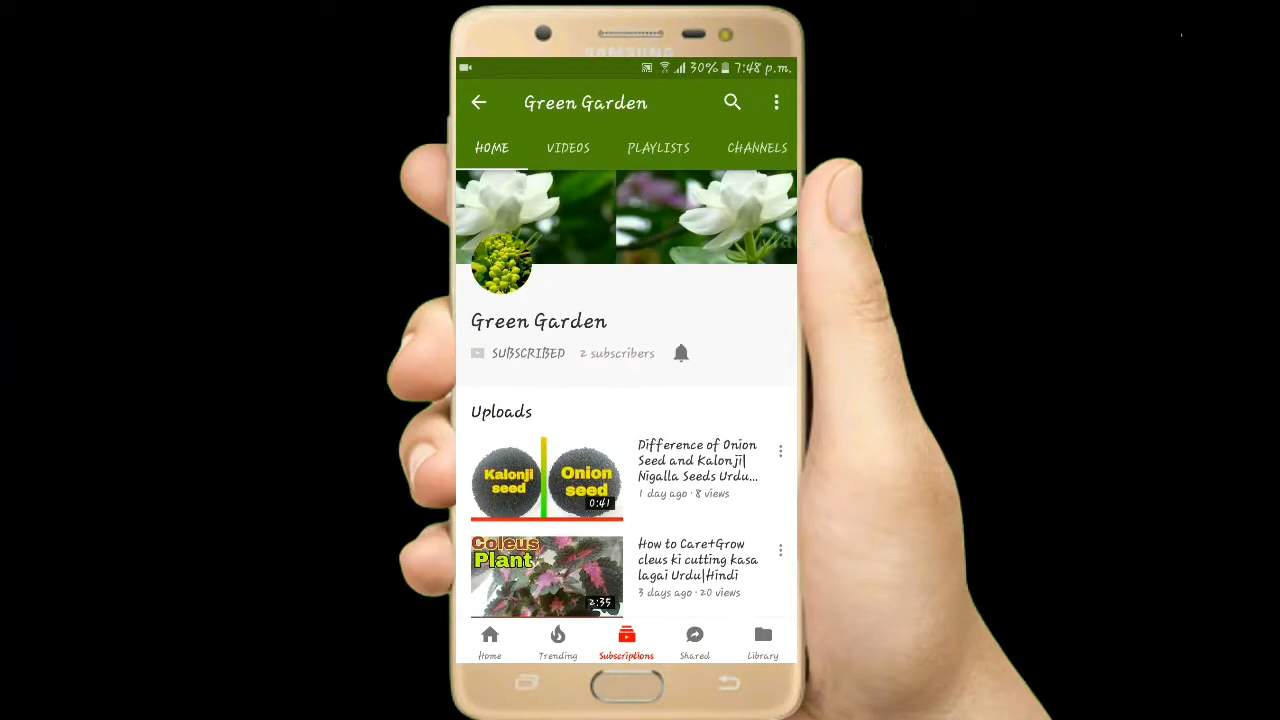 SAMSUNG
30% 7:48 p.m.
Green Garden
HOME VIDEOS PLAYLISTS CHANNELS
Green Garden
SUBSCRIBED 2 subscribers
Uploads
Kalonji
seed
Onion
seed
0:41
Difference of Onion
Seed and Kalonji|
Nigalla Seeds Urdu...
1 day ago · 8 views
Coleus
Plant
2:35
How to Care+Grow
cleus ki cutting kasa
lagai Urdu|Hindi
3 days ago · 20 views
Home Trending Subscriptions Shared Library